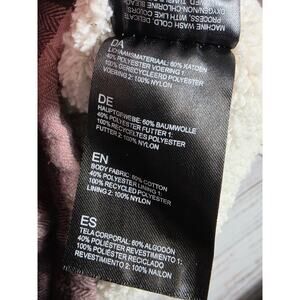 MACHINE WASH COLD, DELICATE
PROCESS, WITH LIKE COLORS
DA
LICHAAMSMATERIAAL: 60% KATOEN
40% POLYESTER VOERING 1:
100% GERECYCLEERD POLYESTER
VOERING 2: 100% NYLON
DE
HAUPTGEWEBE: 60% BAUMWOLLE
40% POLYESTER FUTTER 1:
100% RECYCELTES POLYESTER
FUTTER 2: 100% NYLON
EN
BODY FABRIC: 60% COTTON
40% POLYESTER LINING 1:
100% RECYCLED POLYESTER
LINING 2: 100% NYLON
ES
TELA CORPORAL: 60% ALGODÓN
40% POLIÉSTER REVESTIMIENTO 1:
100% POLIÉSTER RECICLADO
REVESTIMIENTO 2: 100% NAILON